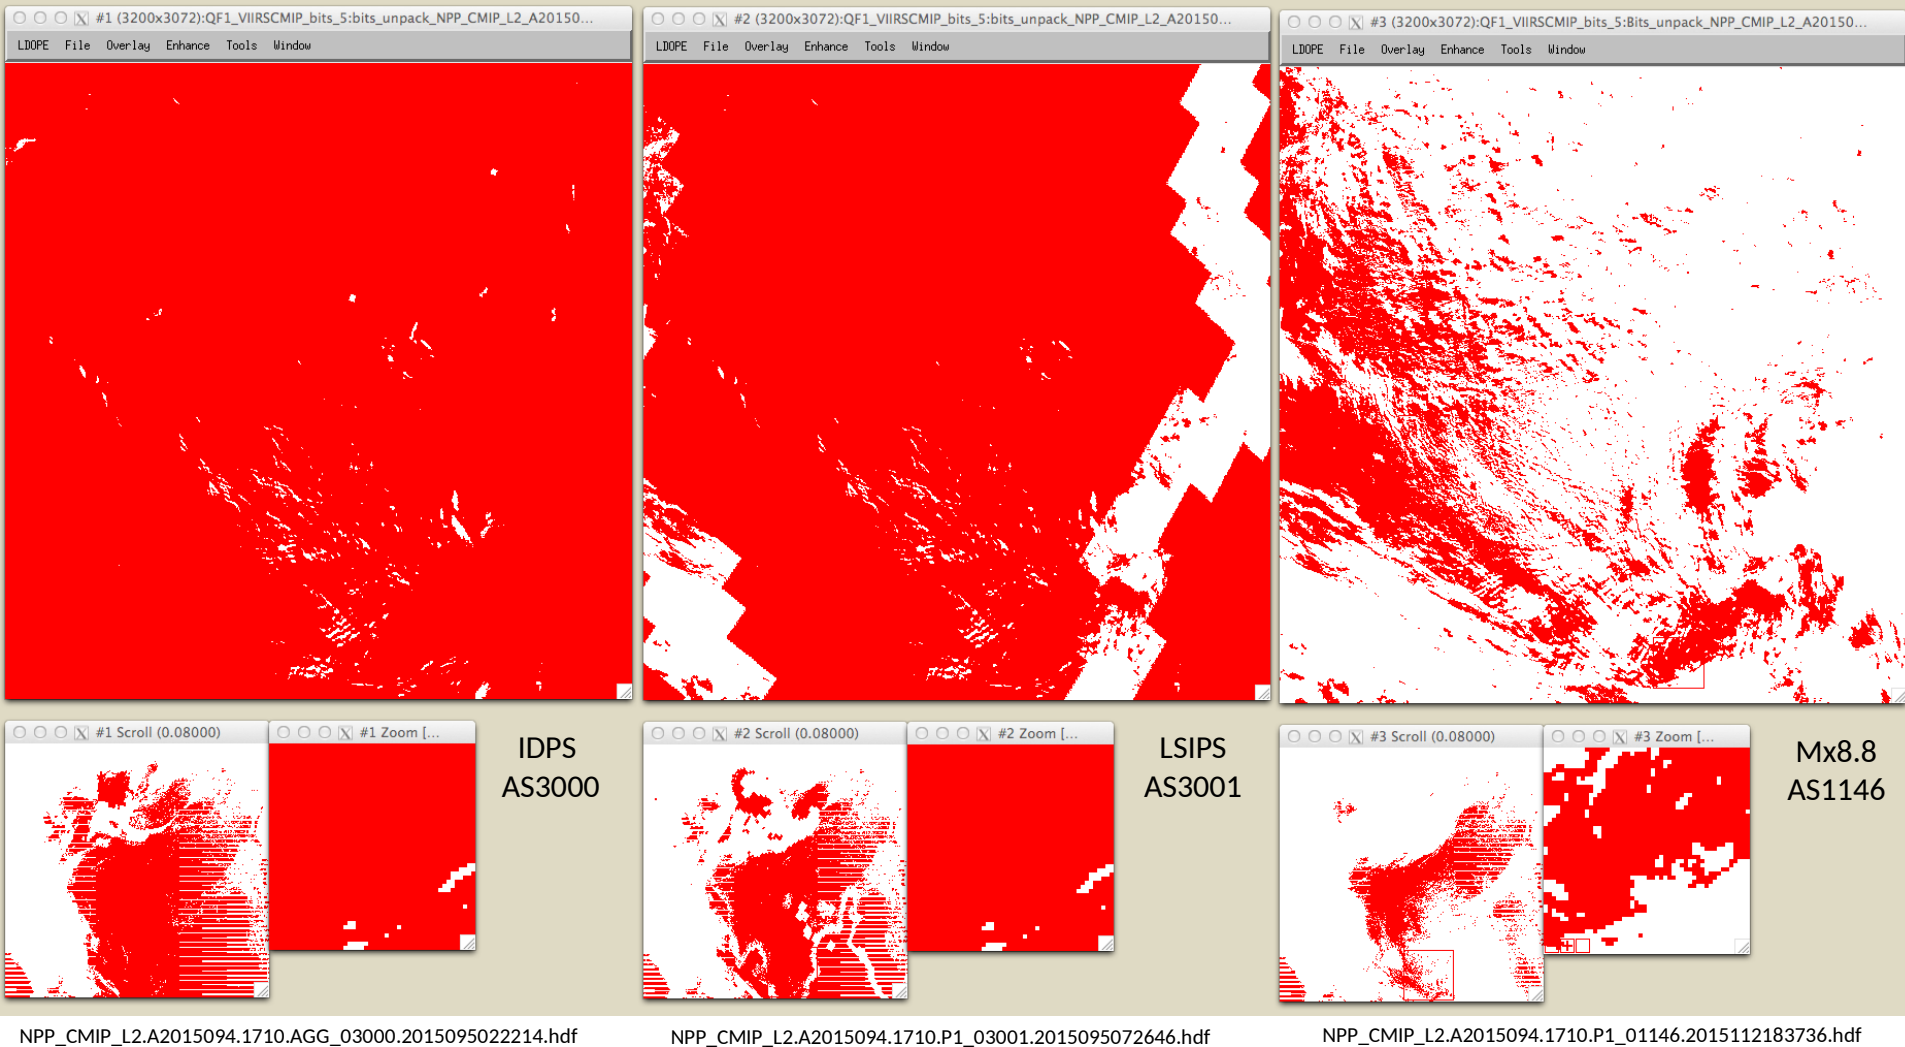 #1 (3200x3072):QF1_VIIRSCMIP_bits_5:bits_unpack_NPP_CMIP_L2_A20150...
LDOPE File Overlay Enhance Tools Window
#2 (3200x3072):QF1_VIIRSCMIP_bits_5:bits_unpack_NPP_CMIP_L2_A20150...
LDOPE File Overlay Enhance Tools Window
#3 (3200x3072):QF1_VIIRSCMIP_bits_5:Bits_unpack_NPP_CMIP_L2_A20150...
LDOPE File Overlay Enhance Tools Window
#1 Scroll (0.08000)
#1 Zoom [...
IDPS
AS3000
#2 Scroll (0.08000)
#2 Zoom [...
LSIPS
AS3001
#3 Scroll (0.08000)
#3 Zoom [...
Mx8.8
AS1146
NPP_CMIP_L2.A2015094.1710.AGG_03000.2015095022214.hdf
NPP_CMIP_L2.A2015094.1710.P1_03001.2015095072646.hdf
NPP_CMIP_L2.A2015094.1710.P1_01146.2015112183736.hdf